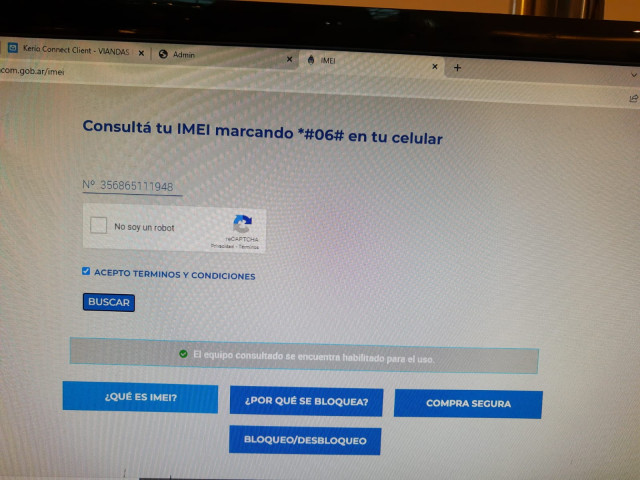 Kerio Connect Client - VIANDAS
Admin
IMEI
com.gob.ar/imei
Consultá tu IMEI marcando *#06# en tu celular
Nº 356865111948
No soy un robot
reCAPTCHA
Privacidad - Términos
ACEPTO TERMINOS Y CONDICIONES
BUSCAR
El equipo consultado se encuentra habilitado para el uso.
¿QUÉ ES IMEI?
¿POR QUÉ SE BLOQUEA?
COMPRA SEGURA
BLOQUEO/DESBLOQUEO